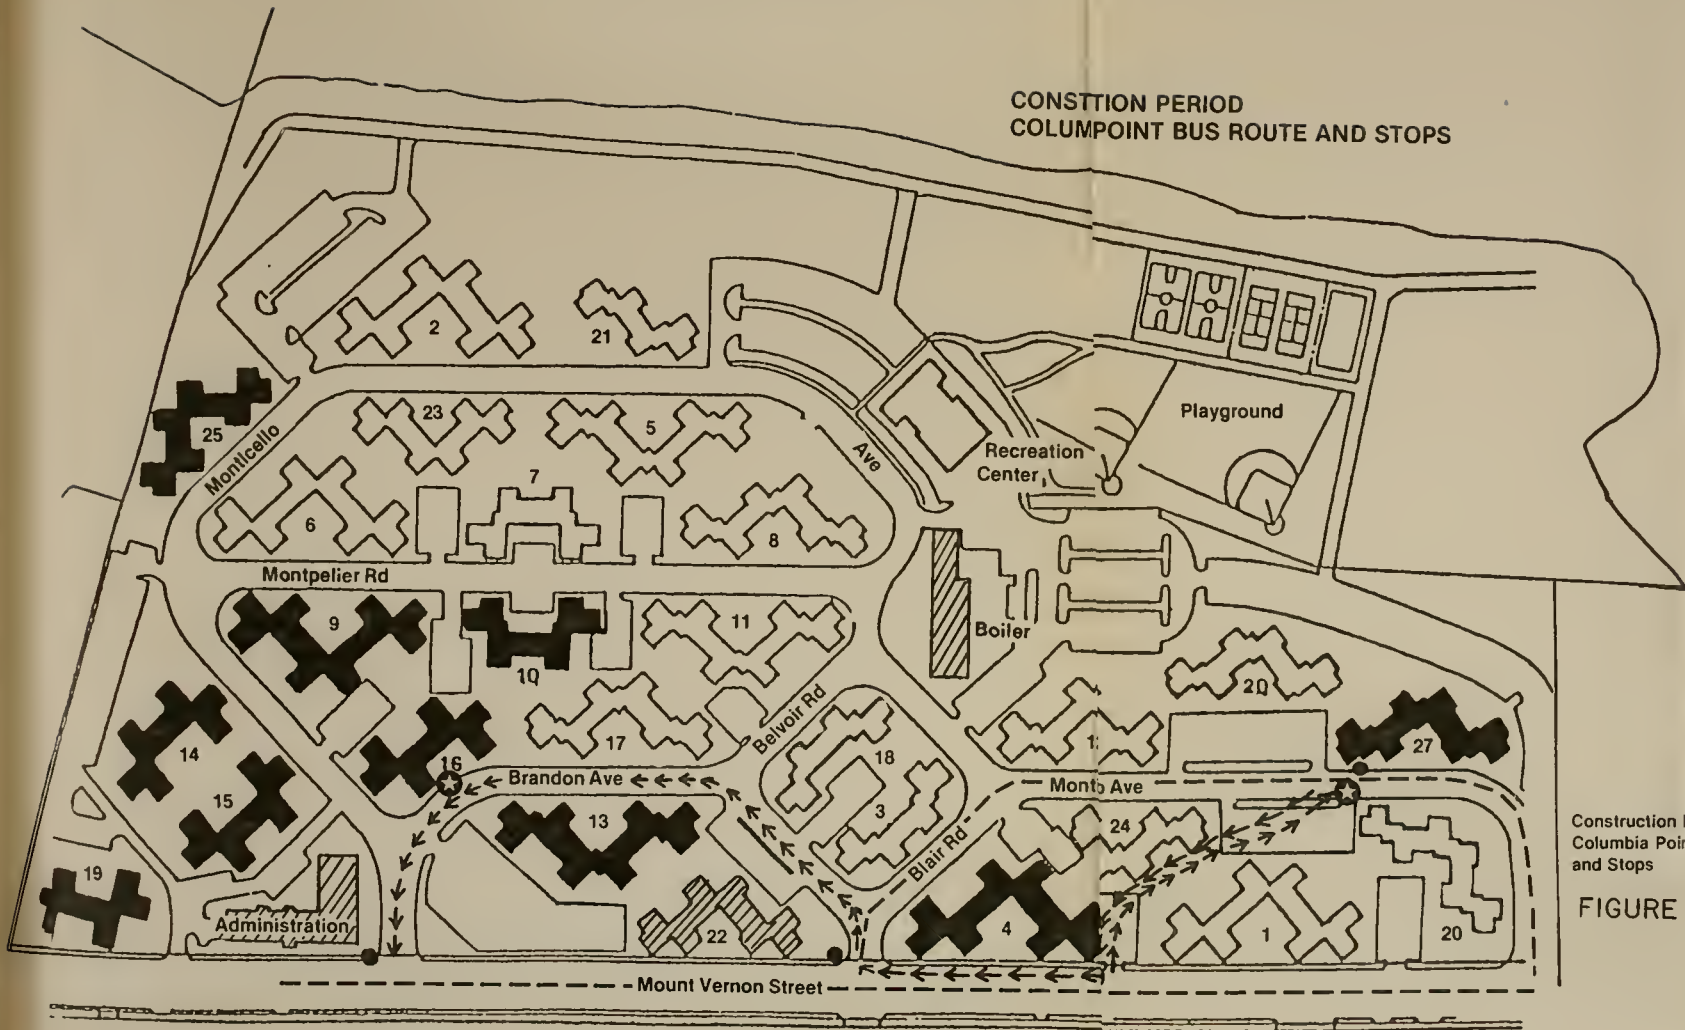 CONSTTION PERIOD
COLUMPOINT BUS ROUTE AND STOPS
2
21
23
5
25
Monticello
Ave
Playground
Recreation
Center
7
6
8
Montpelier Rd
9
10
11
Boiler
20
14
16
17
Belvoir Rd
18
27
Brandon Ave
Ave
15
13
3
24
Blair Rd
Construction
Columbia
and Stops
19
Administration
22
4
1
20
FIGURE
Mount Vernon Street